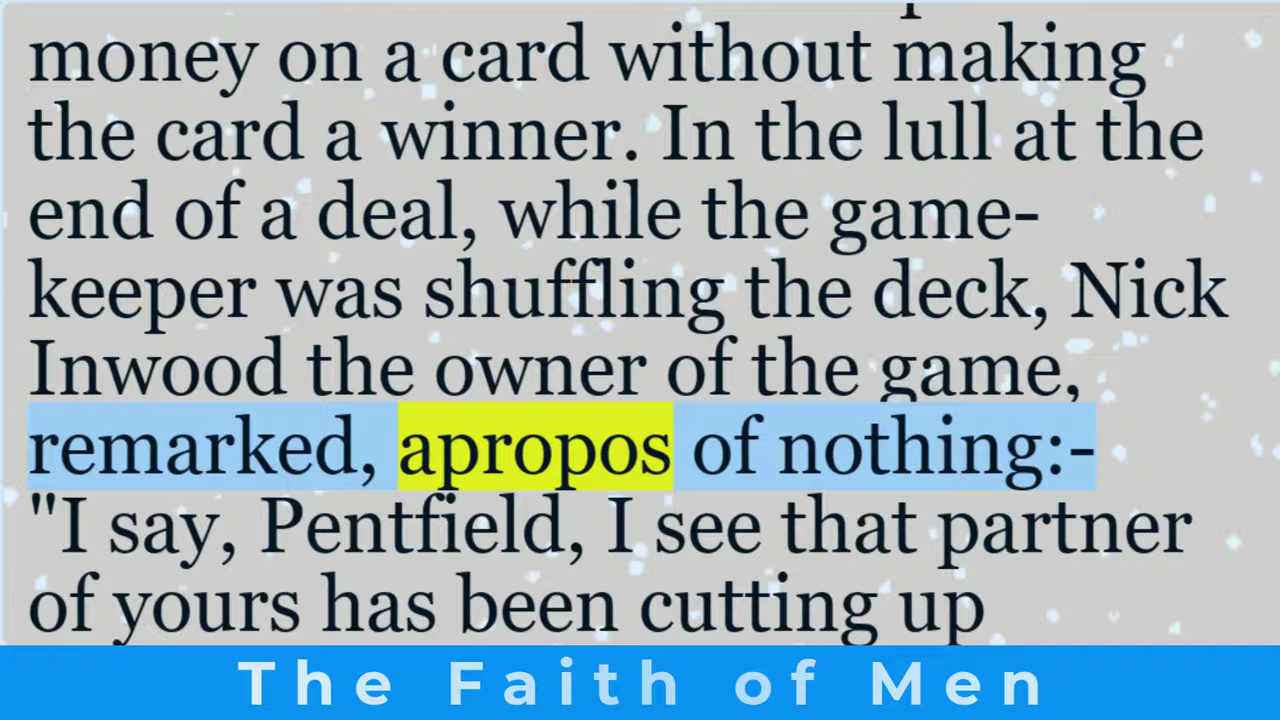 money on a card without making
the card a winner. In the lull at the
end of a deal, while the game-
keeper was shuffling the deck, Nick
Inwood the owner of the game,
remarked, apropos of nothing:-
"I say, Pentfield, I see that partner
of yours has been cutting up
The Faith of Men